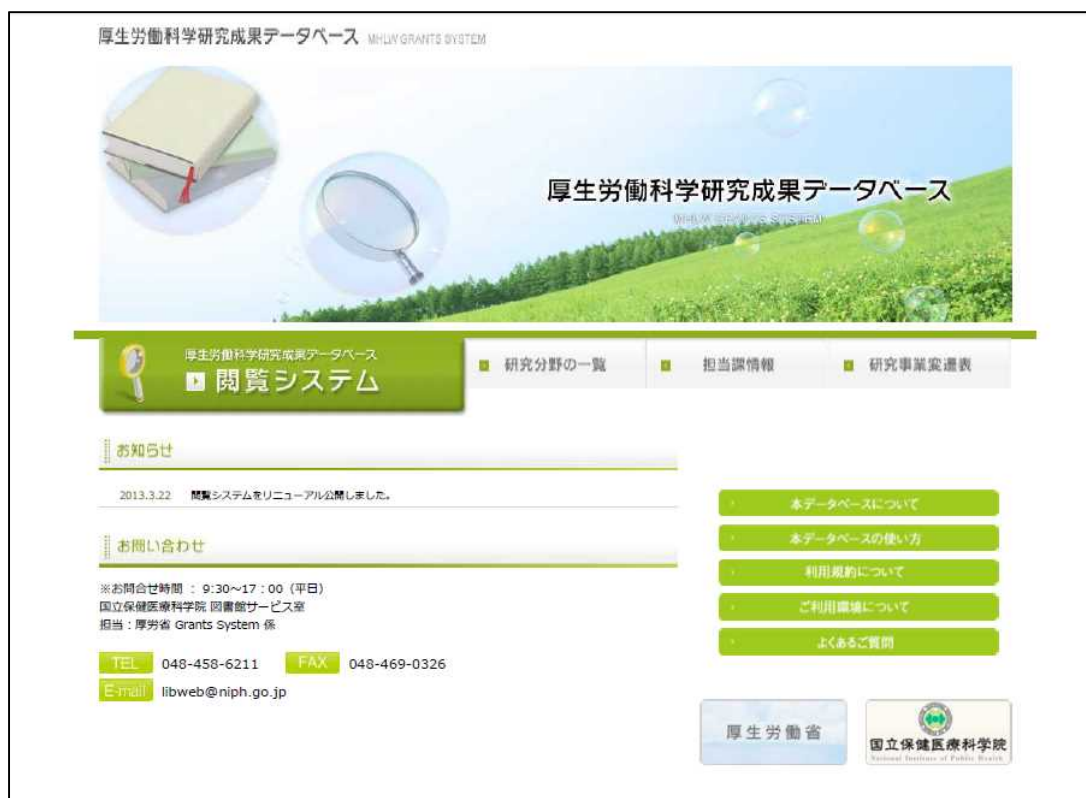 厚生労働科学研究成果データベース MHLW GRANTS SYSTEM
厚生労働科学研究成果データベース
MHLW GRANTS SYSTEM
厚生労働科学研究成果データベース
閲覧システム
研究分野の一覧
担当課情報
研究事業変遷表
お知らせ
2013.3.22 閲覧システムをリニューアル公開しました。
お問い合わせ
※お問合せ時間 : 9:30～17:00（平日）
国立保健医療科学院 図書館サービス室
担当：厚労省 Grants System 係
TEL 048-458-6211 FAX 048-469-0326
E-mail libweb@niph.go.jp
本データベースについて
本データベースの使い方
利用規約について
ご利用環境について
よくあるご質問
厚生労働省
国立保健医療科学院
National Institute of Public Health